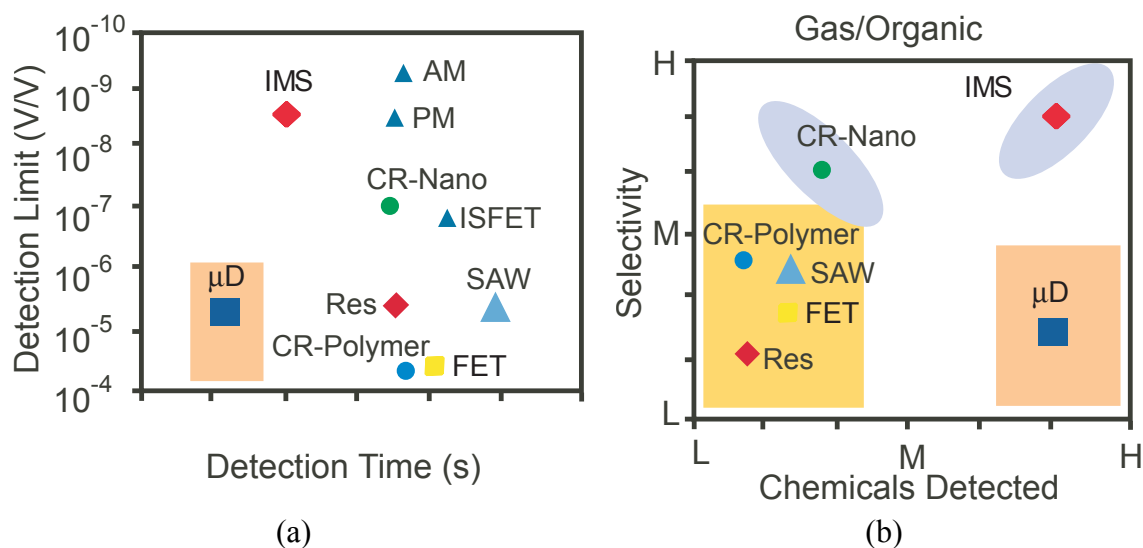 10-10
10-9
10-8
10-7
10-6
10-5
10-4
Detection Limit (V/V)
IMS
AM
PM
CR-Nano
ISFET
μD
SAW
Res
CR-Polymer
FET
Detection Time (s)
(a)
Gas/Organic
H
M
L
Selectivity
IMS
CR-Nano
CR-Polymer
SAW
FET
Res
μD
L
M
H
Chemicals Detected
(b)